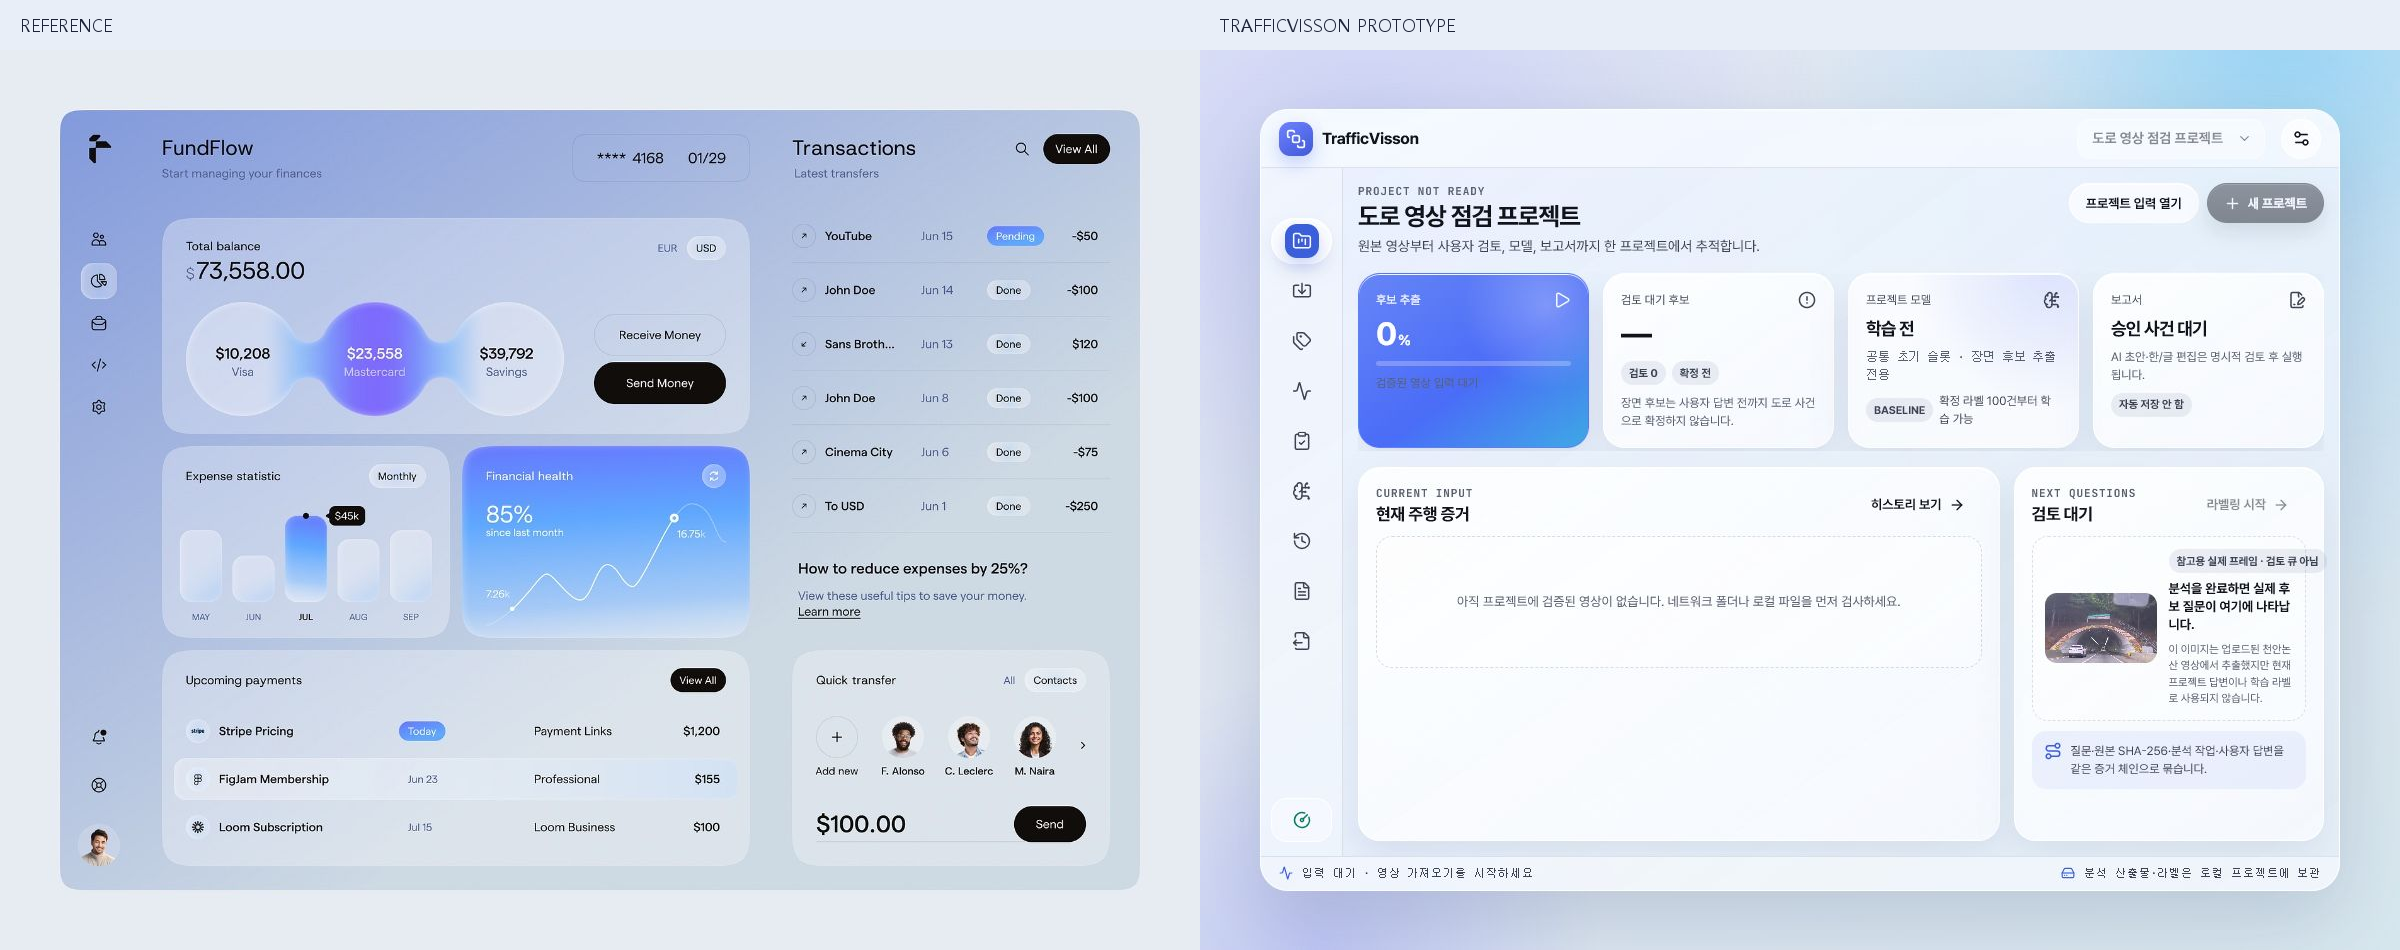 REFERENCE
TRAFFICVISSON PROTOTYPE
FundFlow
Start managing your finances
**** 4168 01/29
Total balance
EUR USD
$73,558.00
$10,208
Visa
$23,558
Mastercard
$39,792
Savings
Receive Money
Send Money
Expense statistic
Monthly
$45k
MAY JUN JUL AUG SEP
Financial health
85%
since last month
16.75k
7.26k
Upcoming payments
View All
Stripe Pricing Today Payment Links $1,200
FigJam Membership Jun 23 Professional $155
Loom Subscription Jul 15 Loom Business $100
Transactions
Latest transfers
View All
YouTube Jun 15 Pending -$50
John Doe Jun 14 Done -$100
Sans Broth... Jun 13 Done $120
John Doe Jun 8 Done -$100
Cinema City Jun 6 Done -$75
To USD Jun 1 Done -$250
How to reduce expenses by 25%?
View these useful tips to save your money.
Learn more
Quick transfer
All Contacts
Add new F. Alonso C. Leclerc M. Naira
$100.00
Send
TrafficVisson
도로 영상 점검 프로젝트
PROJECT NOT READY
도로 영상 점검 프로젝트
원본 영상부터 사용자 검토, 모델, 보고서까지 한 프로젝트에서 추적합니다.
프로젝트 입력 열기
새 프로젝트
후보 추출
0%
검증된 영상 입력 대기
검토 대기 후보
—
검토 0 확정 전
장면 후보는 사용자 답변 전까지 도로 사건
으로 확정하지 않습니다.
프로젝트 모델
학습 전
공통 초기 슬롯 · 장면 후보 추출
전용
BASELINE
확정 라벨 100건부터 학
습 가능
보고서
승인 사건 대기
AI 초안·한/글 편집은 명시적 검토 후 실행
됩니다.
자동 저장 안 함
CURRENT INPUT
현재 주행 증거
히스토리 보기
아직 프로젝트에 검증된 영상이 없습니다. 네트워크 폴더나 로컬 파일을 먼저 검사하세요.
NEXT QUESTIONS
검토 대기
라벨링 시작
참고용 실제 프레임 · 검토 큐 아님
분석을 완료하면 실제 후
보 질문이 여기에 나타납
니다.
이 이미지는 업로드된 천안논
산 영상에서 추출했지만 현재
프로젝트 답변이나 학습 라벨
로 사용되지 않습니다.
질문·원본 SHA-256·분석 작업·사용자 답변을
같은 증거 체인으로 묶습니다.
입력 대기 · 영상 가져오기를 시작하세요
분석 산출물·라벨은 로컬 프로젝트에 보관